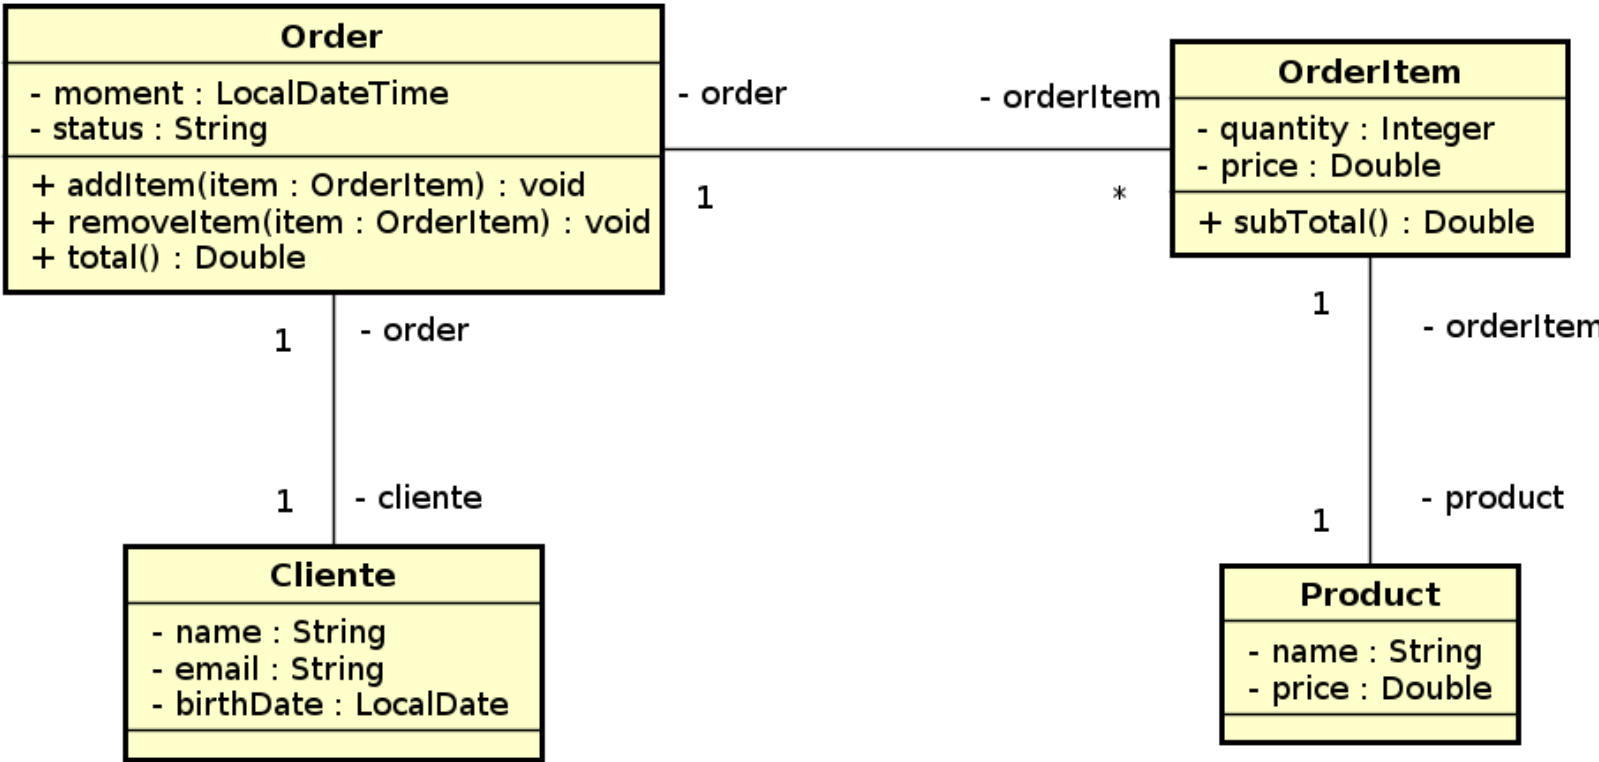 Order
- moment : LocalDateTime
- status : String
+ addItem(item : OrderItem) : void
+ removeItem(item : OrderItem) : void
+ total() : Double
- order
- orderItem
1
*
OrderItem
- quantity : Integer
- price : Double
+ subTotal() : Double
1
- order
1
- cliente
1
- orderItem
1
- product
Cliente
- name : String
- email : String
- birthDate : LocalDate
Product
- name : String
- price : Double